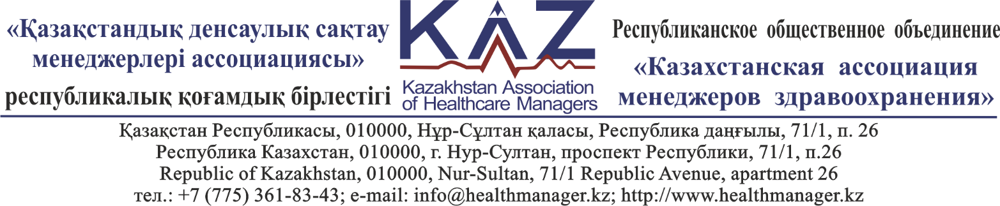 «Қазақстандық денсаулық сақтау
менеджерлері ассоциациясы»
республикалық қоғамдық бірлестігі
KAZ
Kazakhstan Association
of Healthcare Managers
Республиканское общественное объединение
«Казахстанская ассоциация
менеджеров здравоохранения»
Қазақстан Республикасы, 010000, Нұр-Сұлтан қаласы, Республика даңғылы, 71/1, п. 26
Республика Казахстан, 010000, г. Нур-Султан, проспект Республики, 71/1, п.26
Republic of Kazakhstan, 010000, Nur-Sultan, 71/1 Republic Avenue, apartment 26
тел.: +7 (775) 361-83-43; e-mail: info@healthmanager.kz; http://www.healthmanager.kz